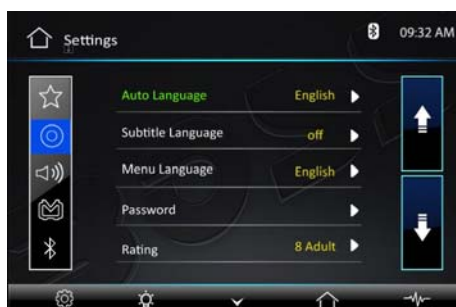 Settings 09:32 AM
Auto Language English
Subtitle Language off
Menu Language English
Password
Rating 8 Adult